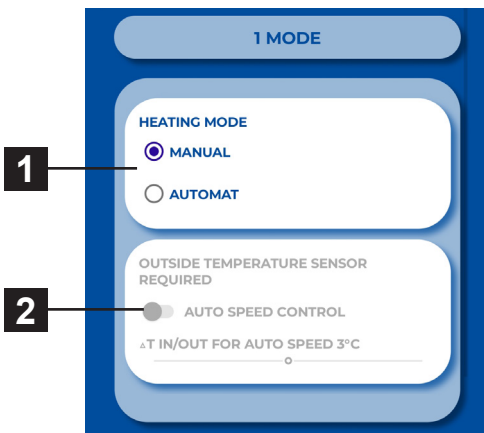 1 MODE
HEATING MODE
MANUAL
1
AUTOMAT
OUTSIDE TEMPERATURE SENSOR
REQUIRED
2
AUTO SPEED CONTROL
△T IN/OUT FOR AUTO SPEED 3°C